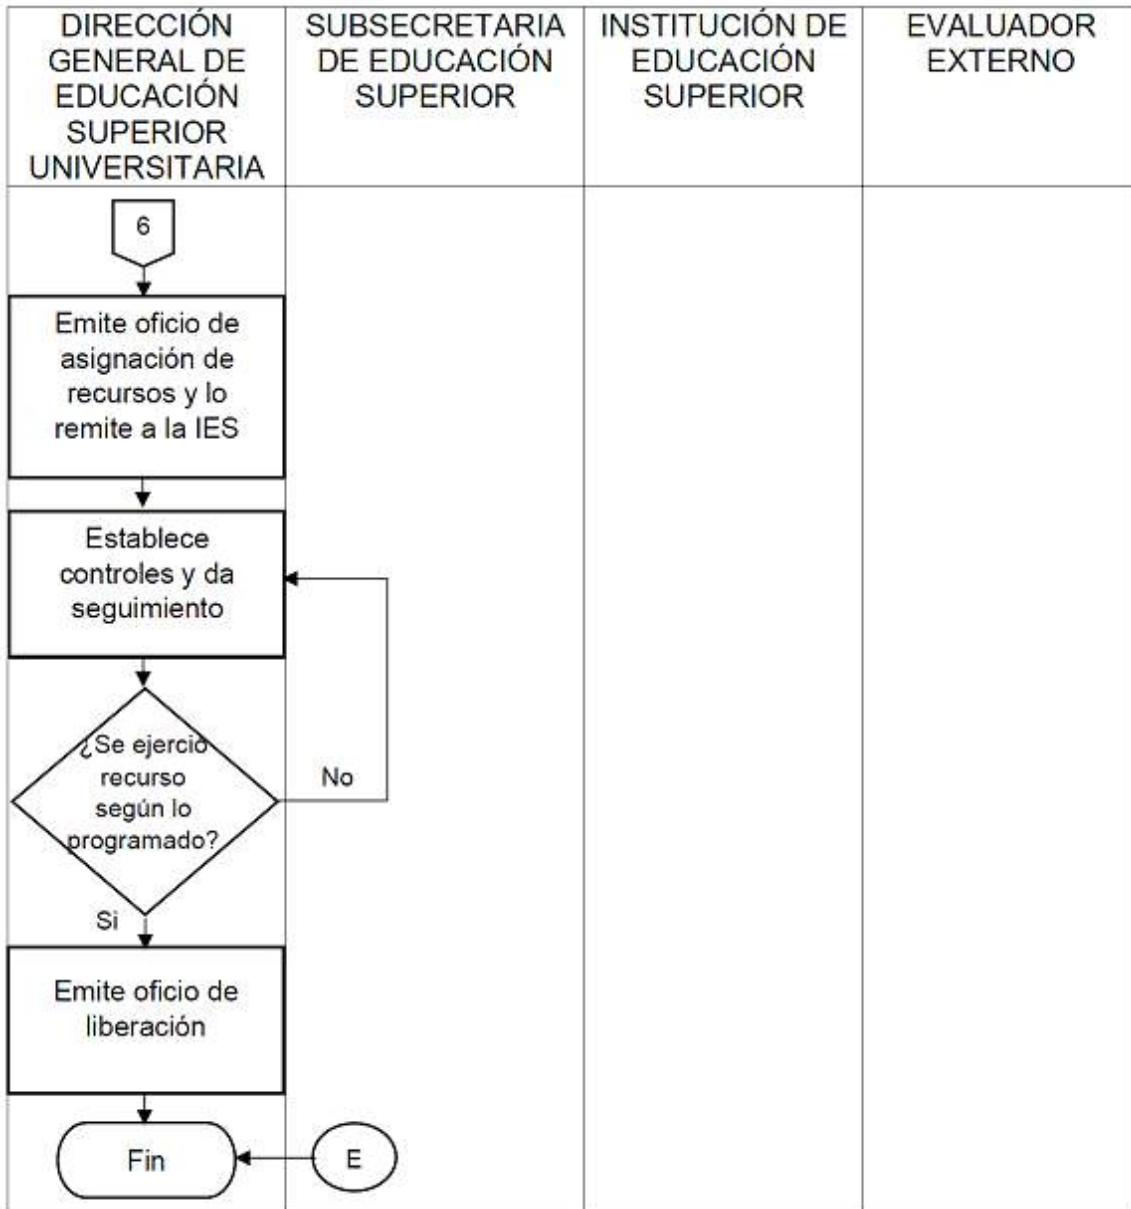 DIRECCIÓN
GENERAL DE
EDUCACIÓN
SUPERIOR
UNIVERSITARIA
SUBSECRETARIA
DE EDUCACIÓN
SUPERIOR
INSTITUCIÓN DE
EDUCACIÓN
SUPERIOR
EVALUADOR
EXTERNO
6
Emite oficio de
asignación de
recursos y lo
remite a la IES
Establece
controles y da
seguimiento
¿Se ejerció
recurso
según lo
programado?
No
Si
Emite oficio de
liberación
Fin
E